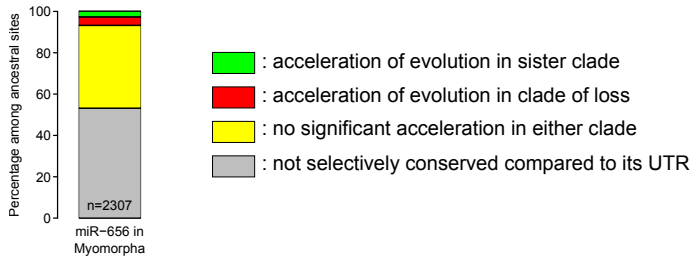 Percentage among ancestral sites
100
80
60
40
20
0
n=2307
miR−656 in
Myomorpha
: acceleration of evolution in sister clade
: acceleration of evolution in clade of loss
: no significant acceleration in either clade
: not selectively conserved compared to its UTR